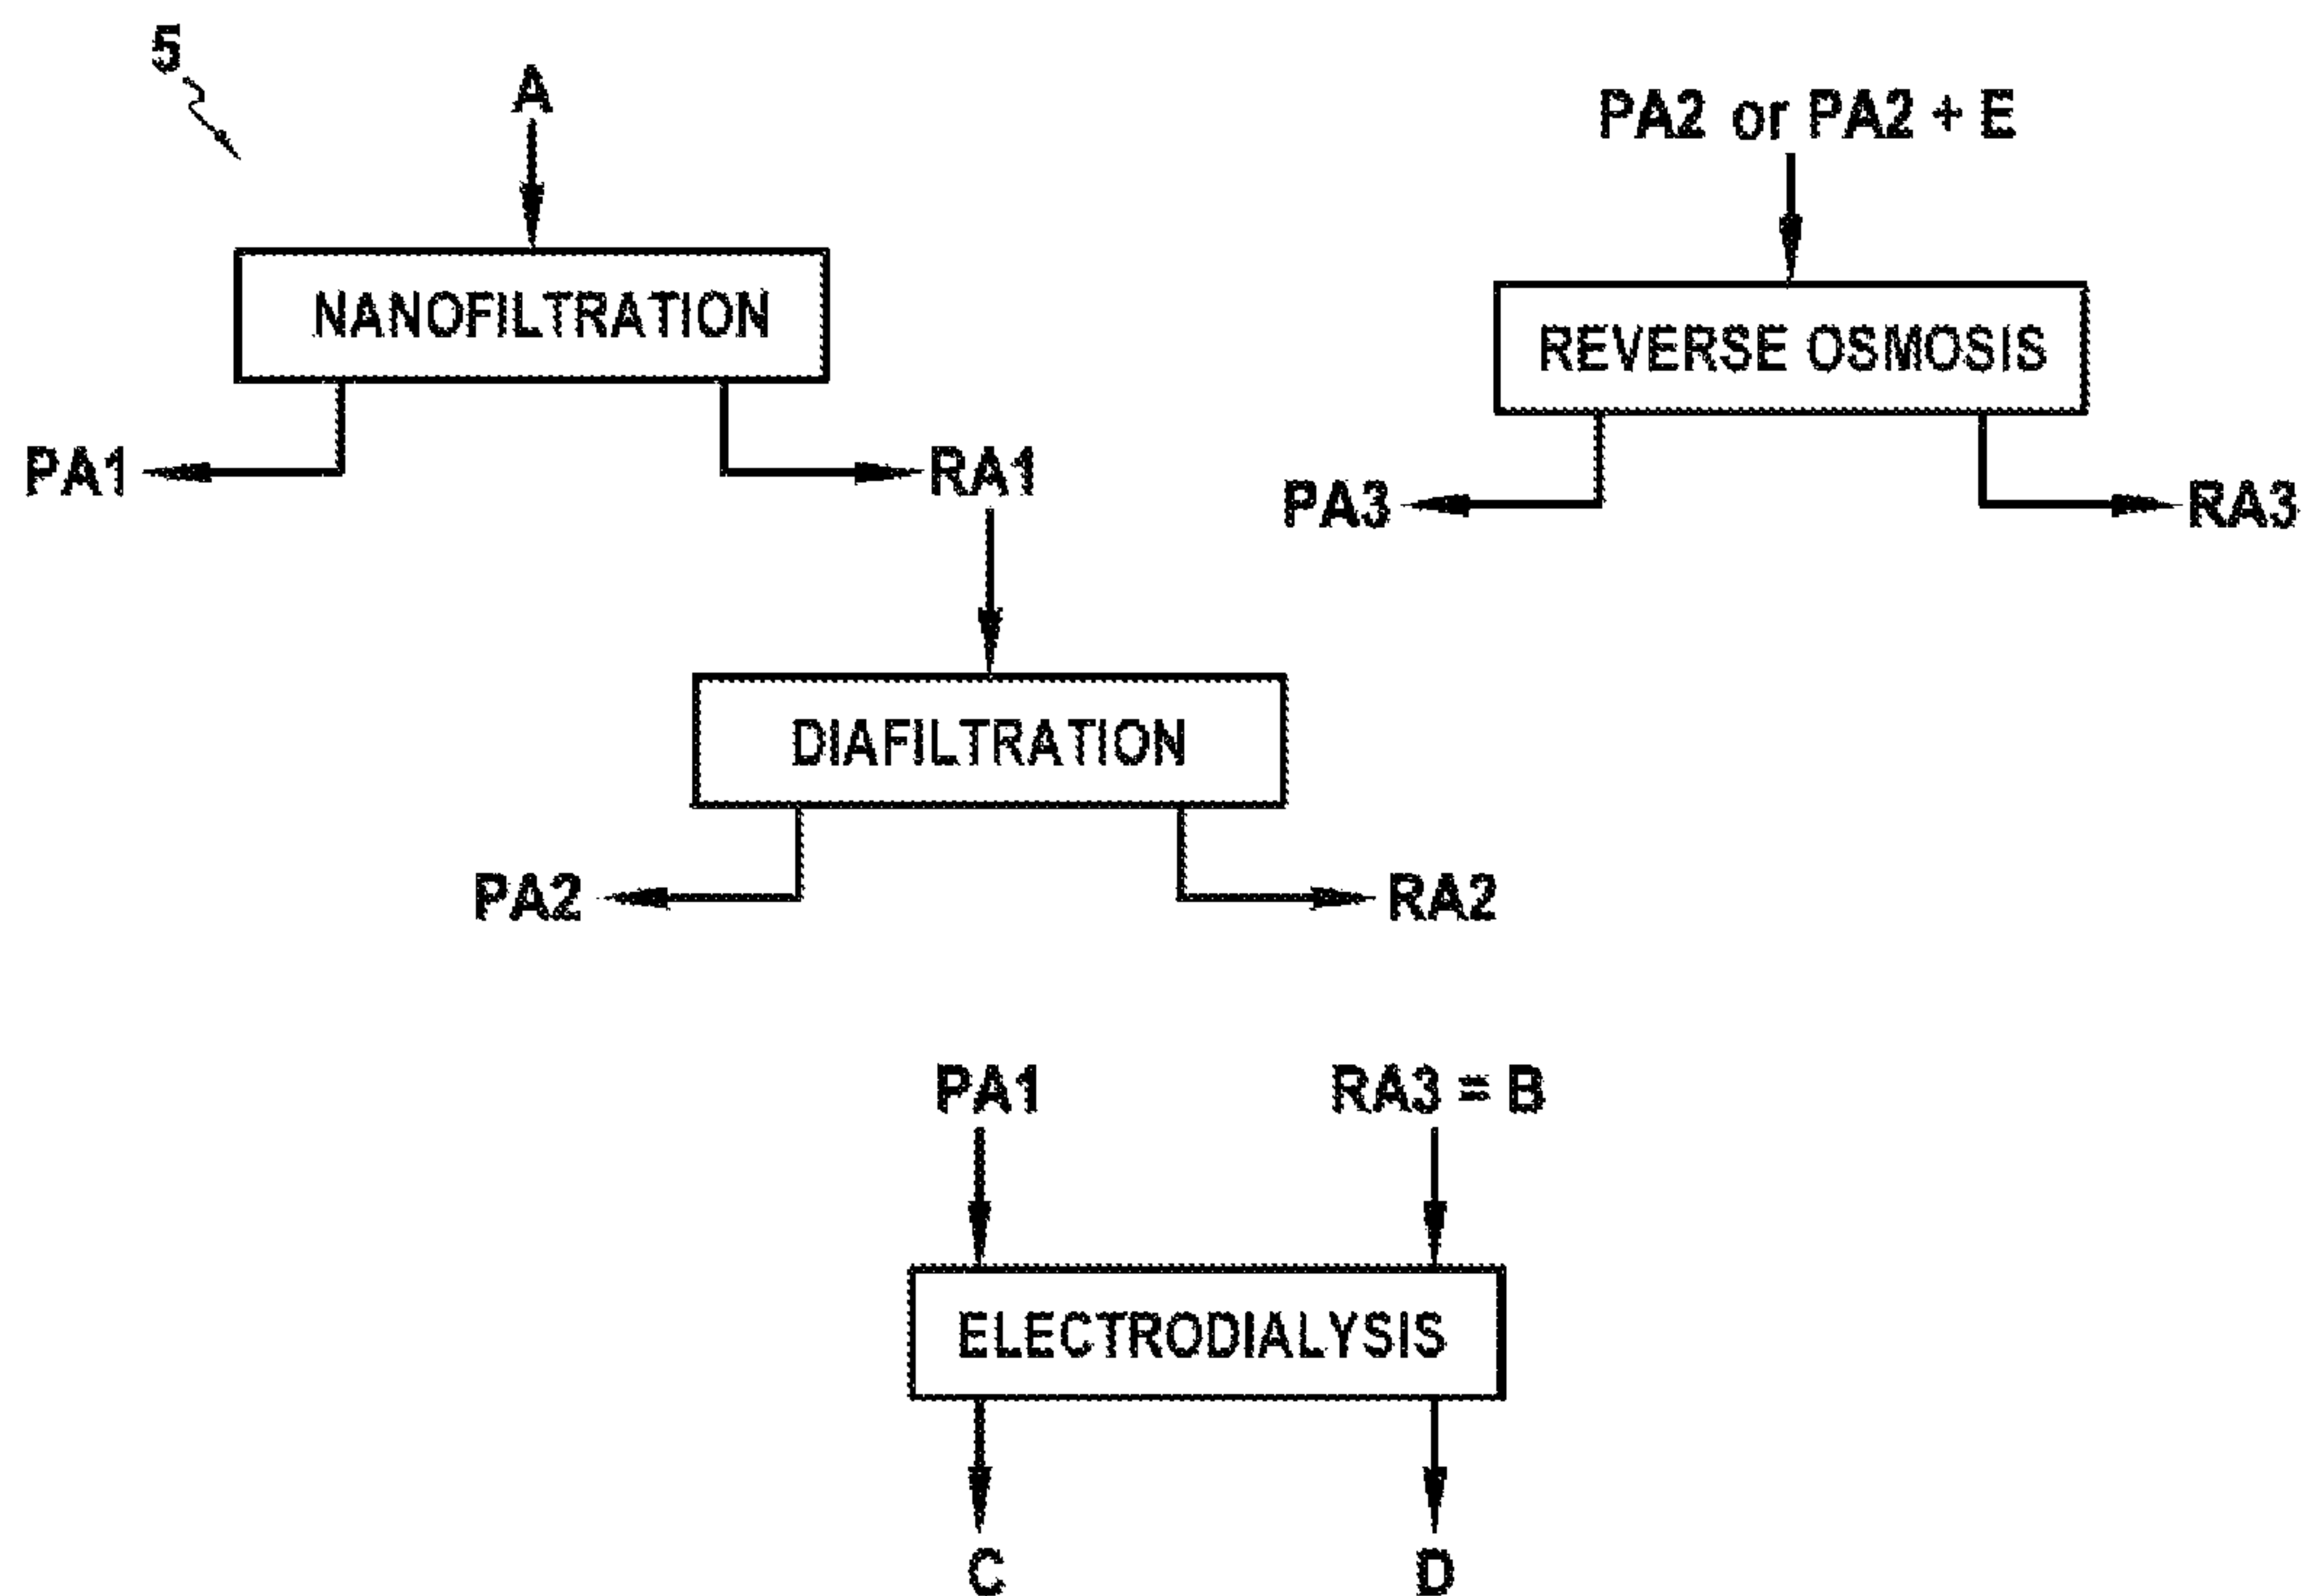 5
A
PA2 or PA2 + E
NANOFILTRATION
REVERSE OSMOSIS
PA1
RA1
PA3
RA3
DIAFILTRATION
PA2
RA2
PA1
RA3 = B
ELECTRODIALYSIS
C
D